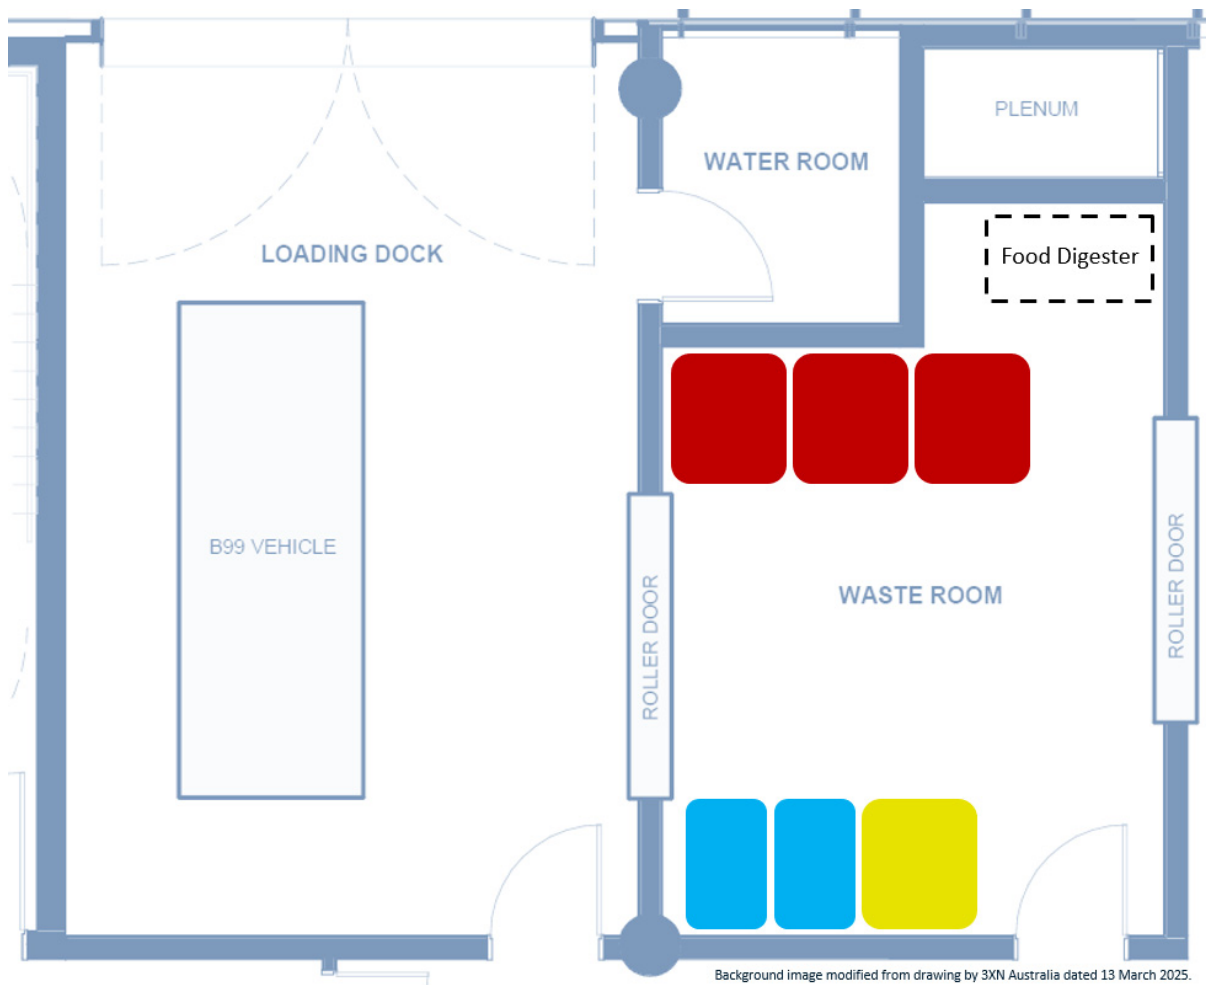 PLENUM
WATER ROOM
LOADING DOCK
Food Digester
B99 VEHICLE
ROLLER DOOR
WASTE ROOM
ROLLER DOOR
Background image modified from drawing by 3XN Australia dated 13 March 2025.